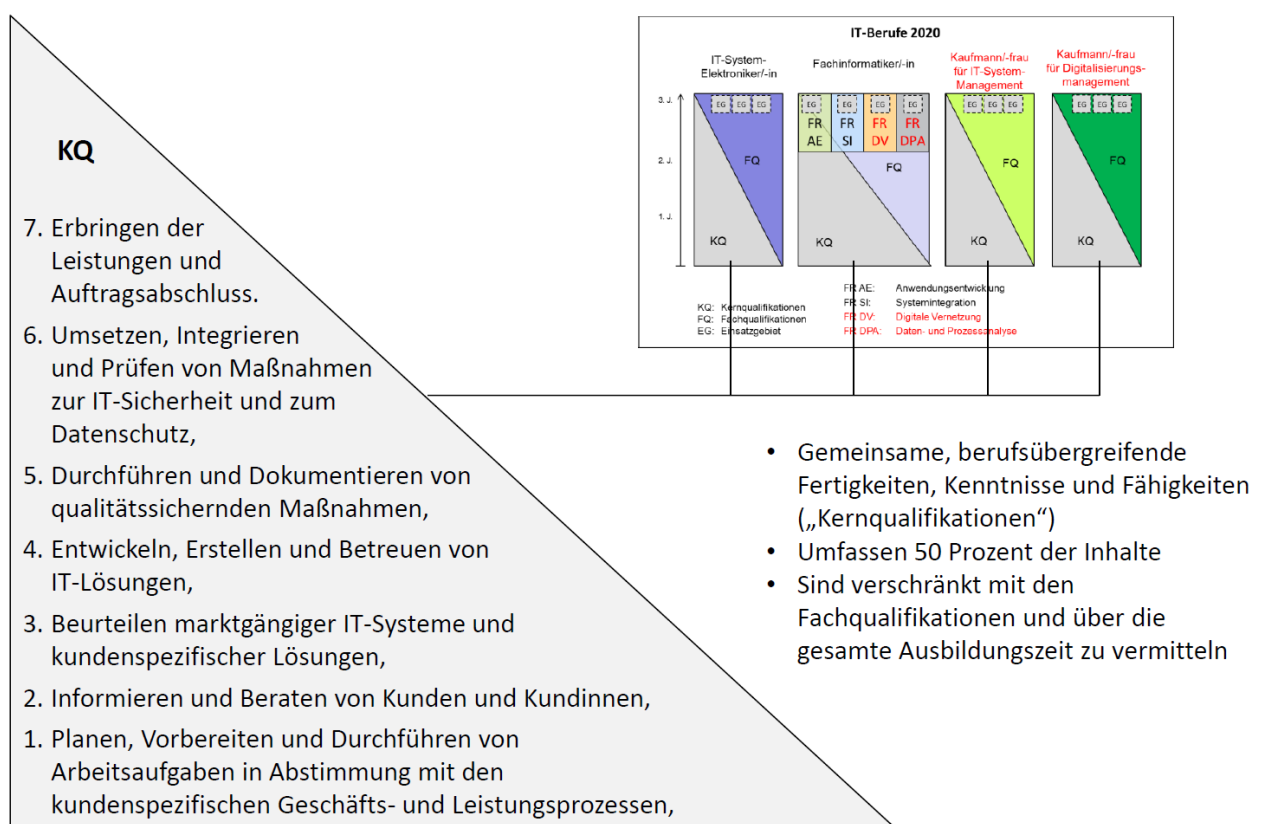 KQ
7. Erbringen der
Leistungen und
Auftragsabschluss.
6. Umsetzen, Integrieren
und Prüfen von Maßnahmen
zur IT-Sicherheit und zum
Datenschutz,
5. Durchführen und Dokumentieren von
qualitätssichernden Maßnahmen,
4. Entwickeln, Erstellen und Betreuen von
IT-Lösungen,
3. Beurteilen marktgängiger IT-Systeme und
kundenspezifischer Lösungen,
2. Informieren und Beraten von Kunden und Kundinnen,
1. Planen, Vorbereiten und Durchführen von
Arbeitsaufgaben in Abstimmung mit den
kundenspezifischen Geschäfts- und Leistungsprozessen,
IT-Berufe 2020
IT-System-
Elektroniker/-in
Fachinformatiker/-in
Kaufmann/-frau
für IT-System-
Management
Kaufmann/-frau
für Digitalisierungs-
management
3. J.
2. J.
1. J.
EG EG EG
FQ
KQ
EG EG EG EG
FR FR FR FR
AE SI DV DPA
FQ
KQ
EG EG EG
FQ
KQ
EG EG EG
FQ
KQ
KQ: Kernqualifikationen
FQ: Fachqualifikationen
EG: Einsatzgebiet
FR AE: Anwendungsentwicklung
FR SI: Systemintegration
FR DV: Digitale Vernetzung
FR DPA: Daten- und Prozessanalyse
• Gemeinsame, berufsübergreifende
Fertigkeiten, Kenntnisse und Fähigkeiten
(„Kernqualifikationen“)
• Umfassen 50 Prozent der Inhalte
• Sind verschränkt mit den
Fachqualifikationen und über die
gesamte Ausbildungszeit zu vermitteln